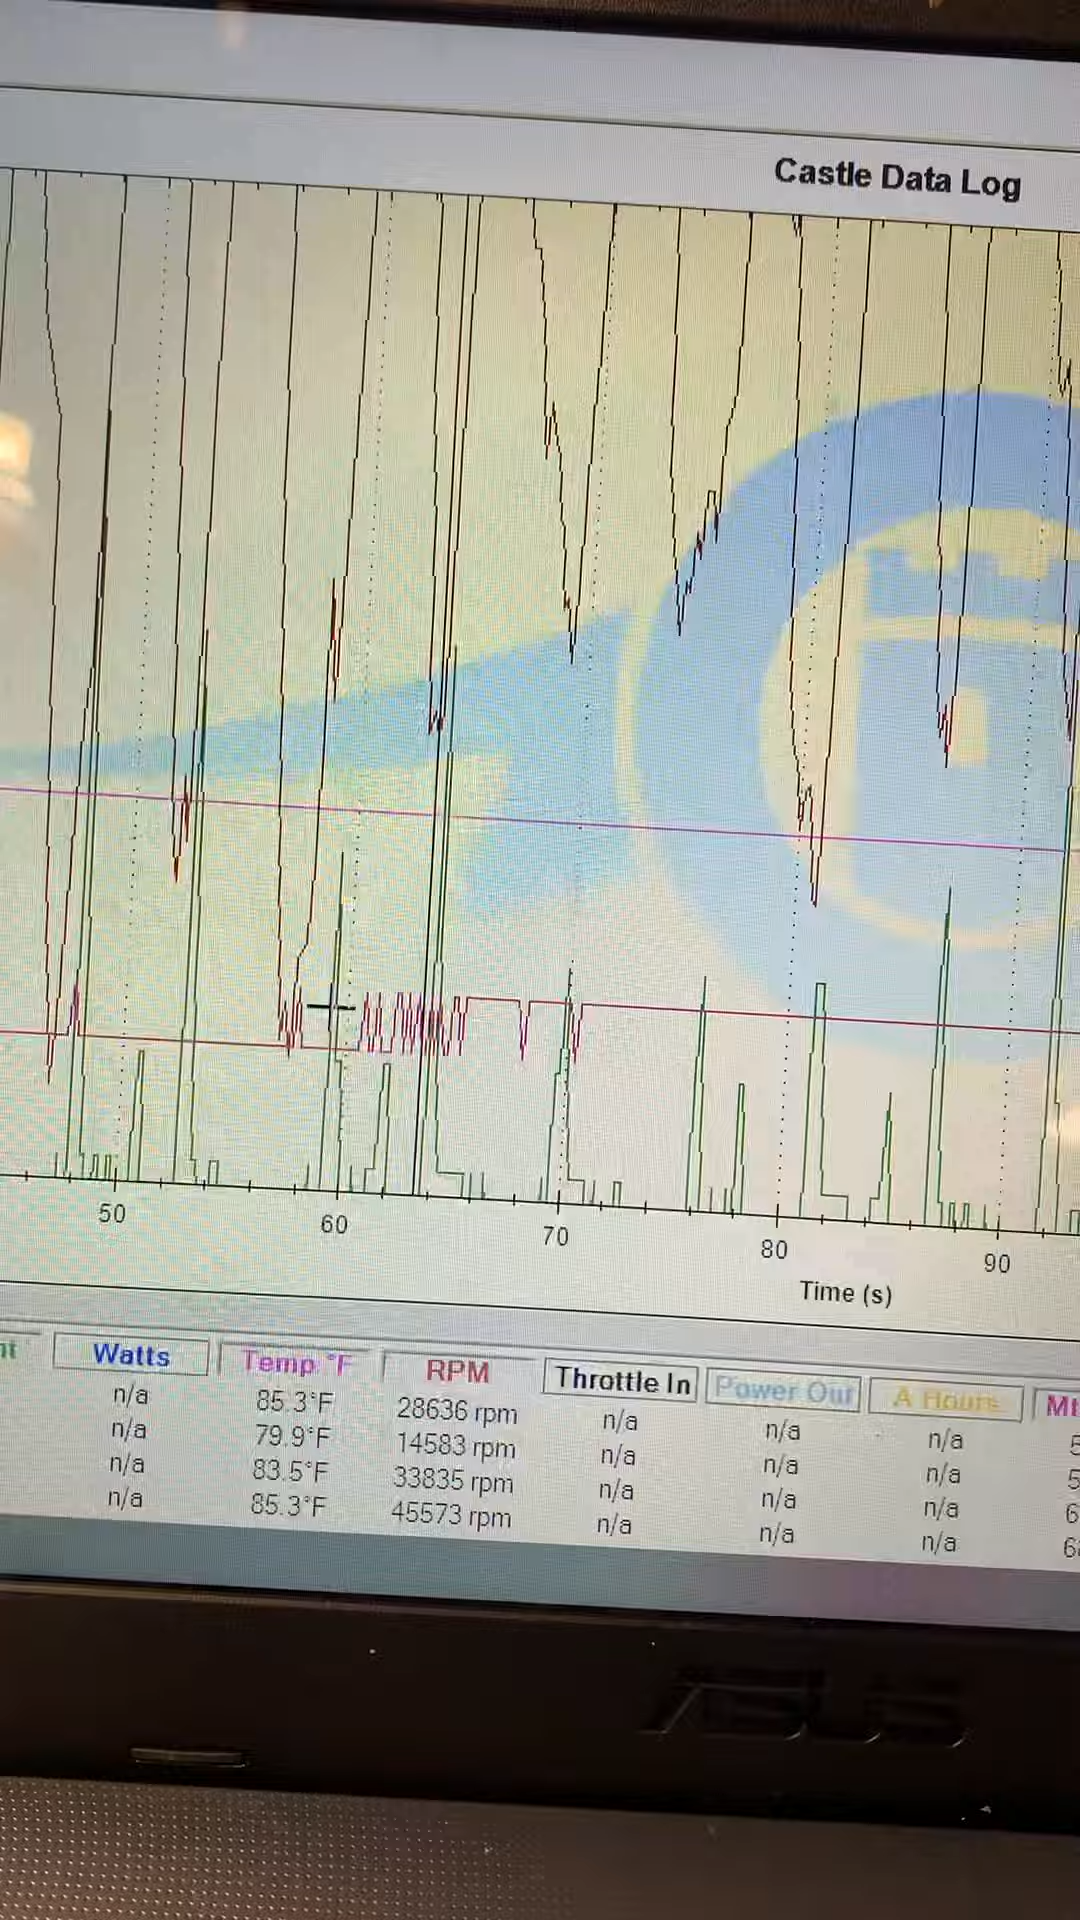 Castle Data Log
50
60
70
80
90
Time (s)
Watts Temp °F RPM Throttle In Power Out A Hours
n/a 85.3°F 28636 rpm n/a n/a n/a
n/a 79.9°F 14583 rpm n/a n/a n/a
n/a 83.5°F 33835 rpm n/a n/a n/a
n/a 85.3°F 45573 rpm n/a n/a n/a
ASUS